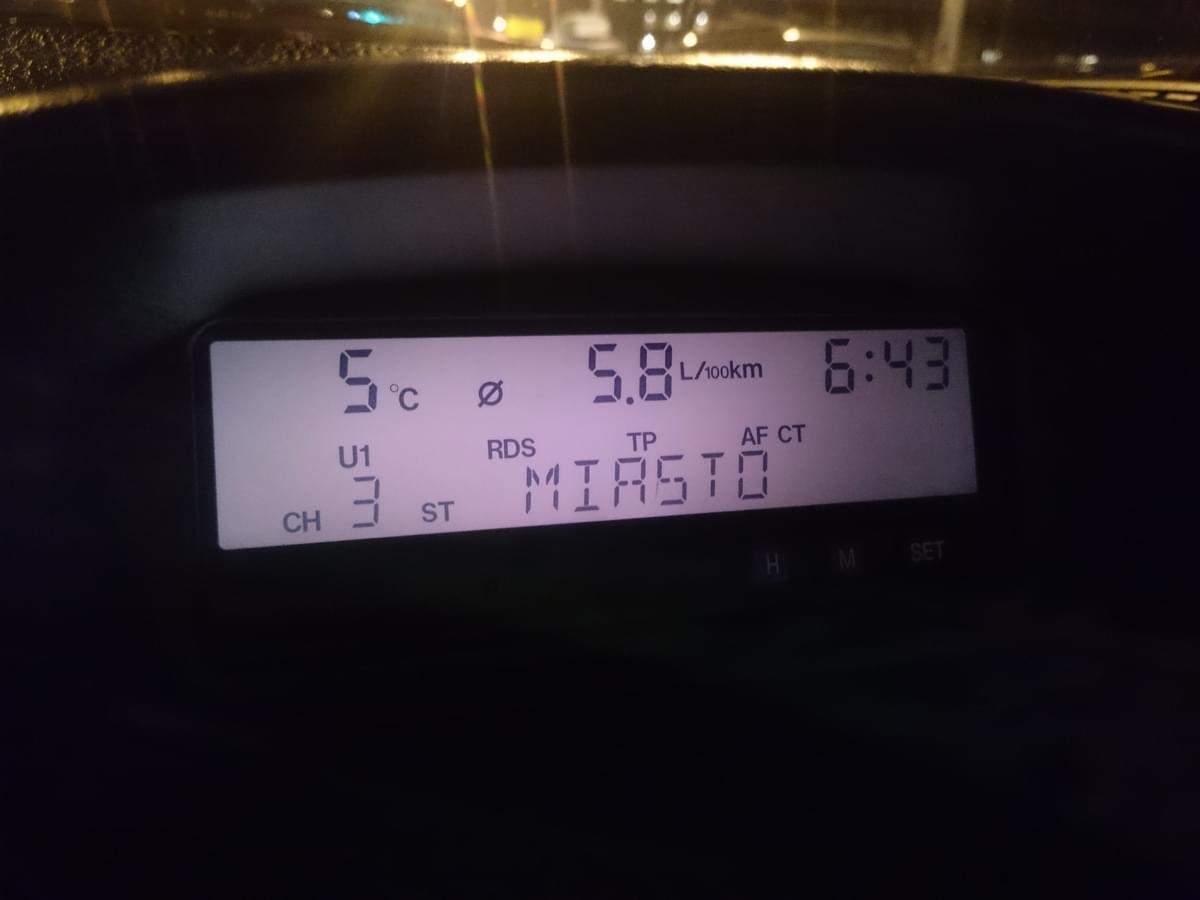 5 °C Ø 5.8 L/100km 6:43
U1 RDS TP AF CT
CH 3 ST MIASTO
H M SET